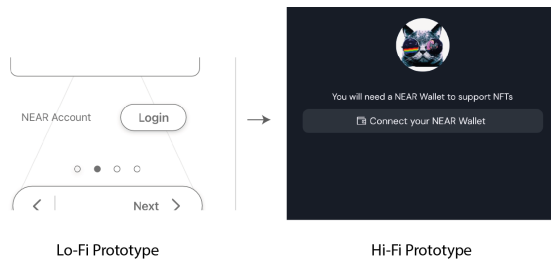 You will need a NEAR Wallet to support NFTs
NEAR Account
Login
Connect your NEAR Wallet
Next
Lo-Fi Prototype
Hi-Fi Prototype